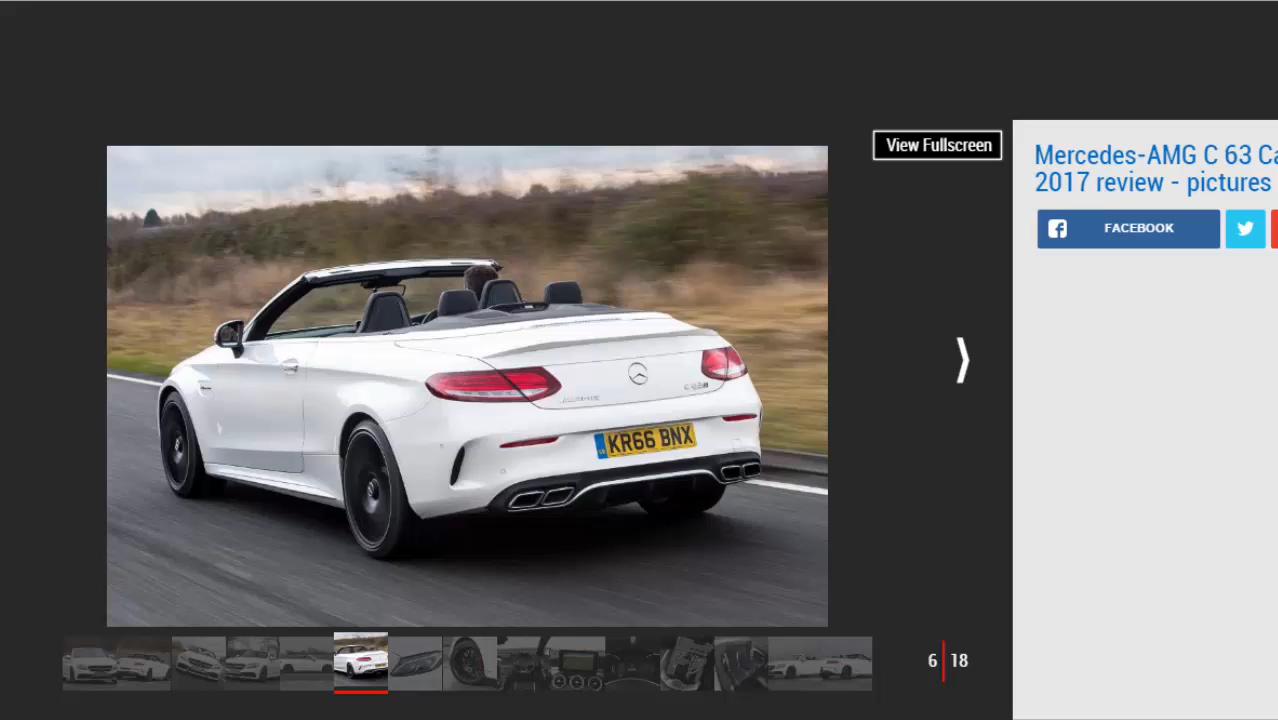 View Fullscreen
Mercedes-AMG C 63 Ca
2017 review - pictures
FACEBOOK
KR66 BNX
6 18